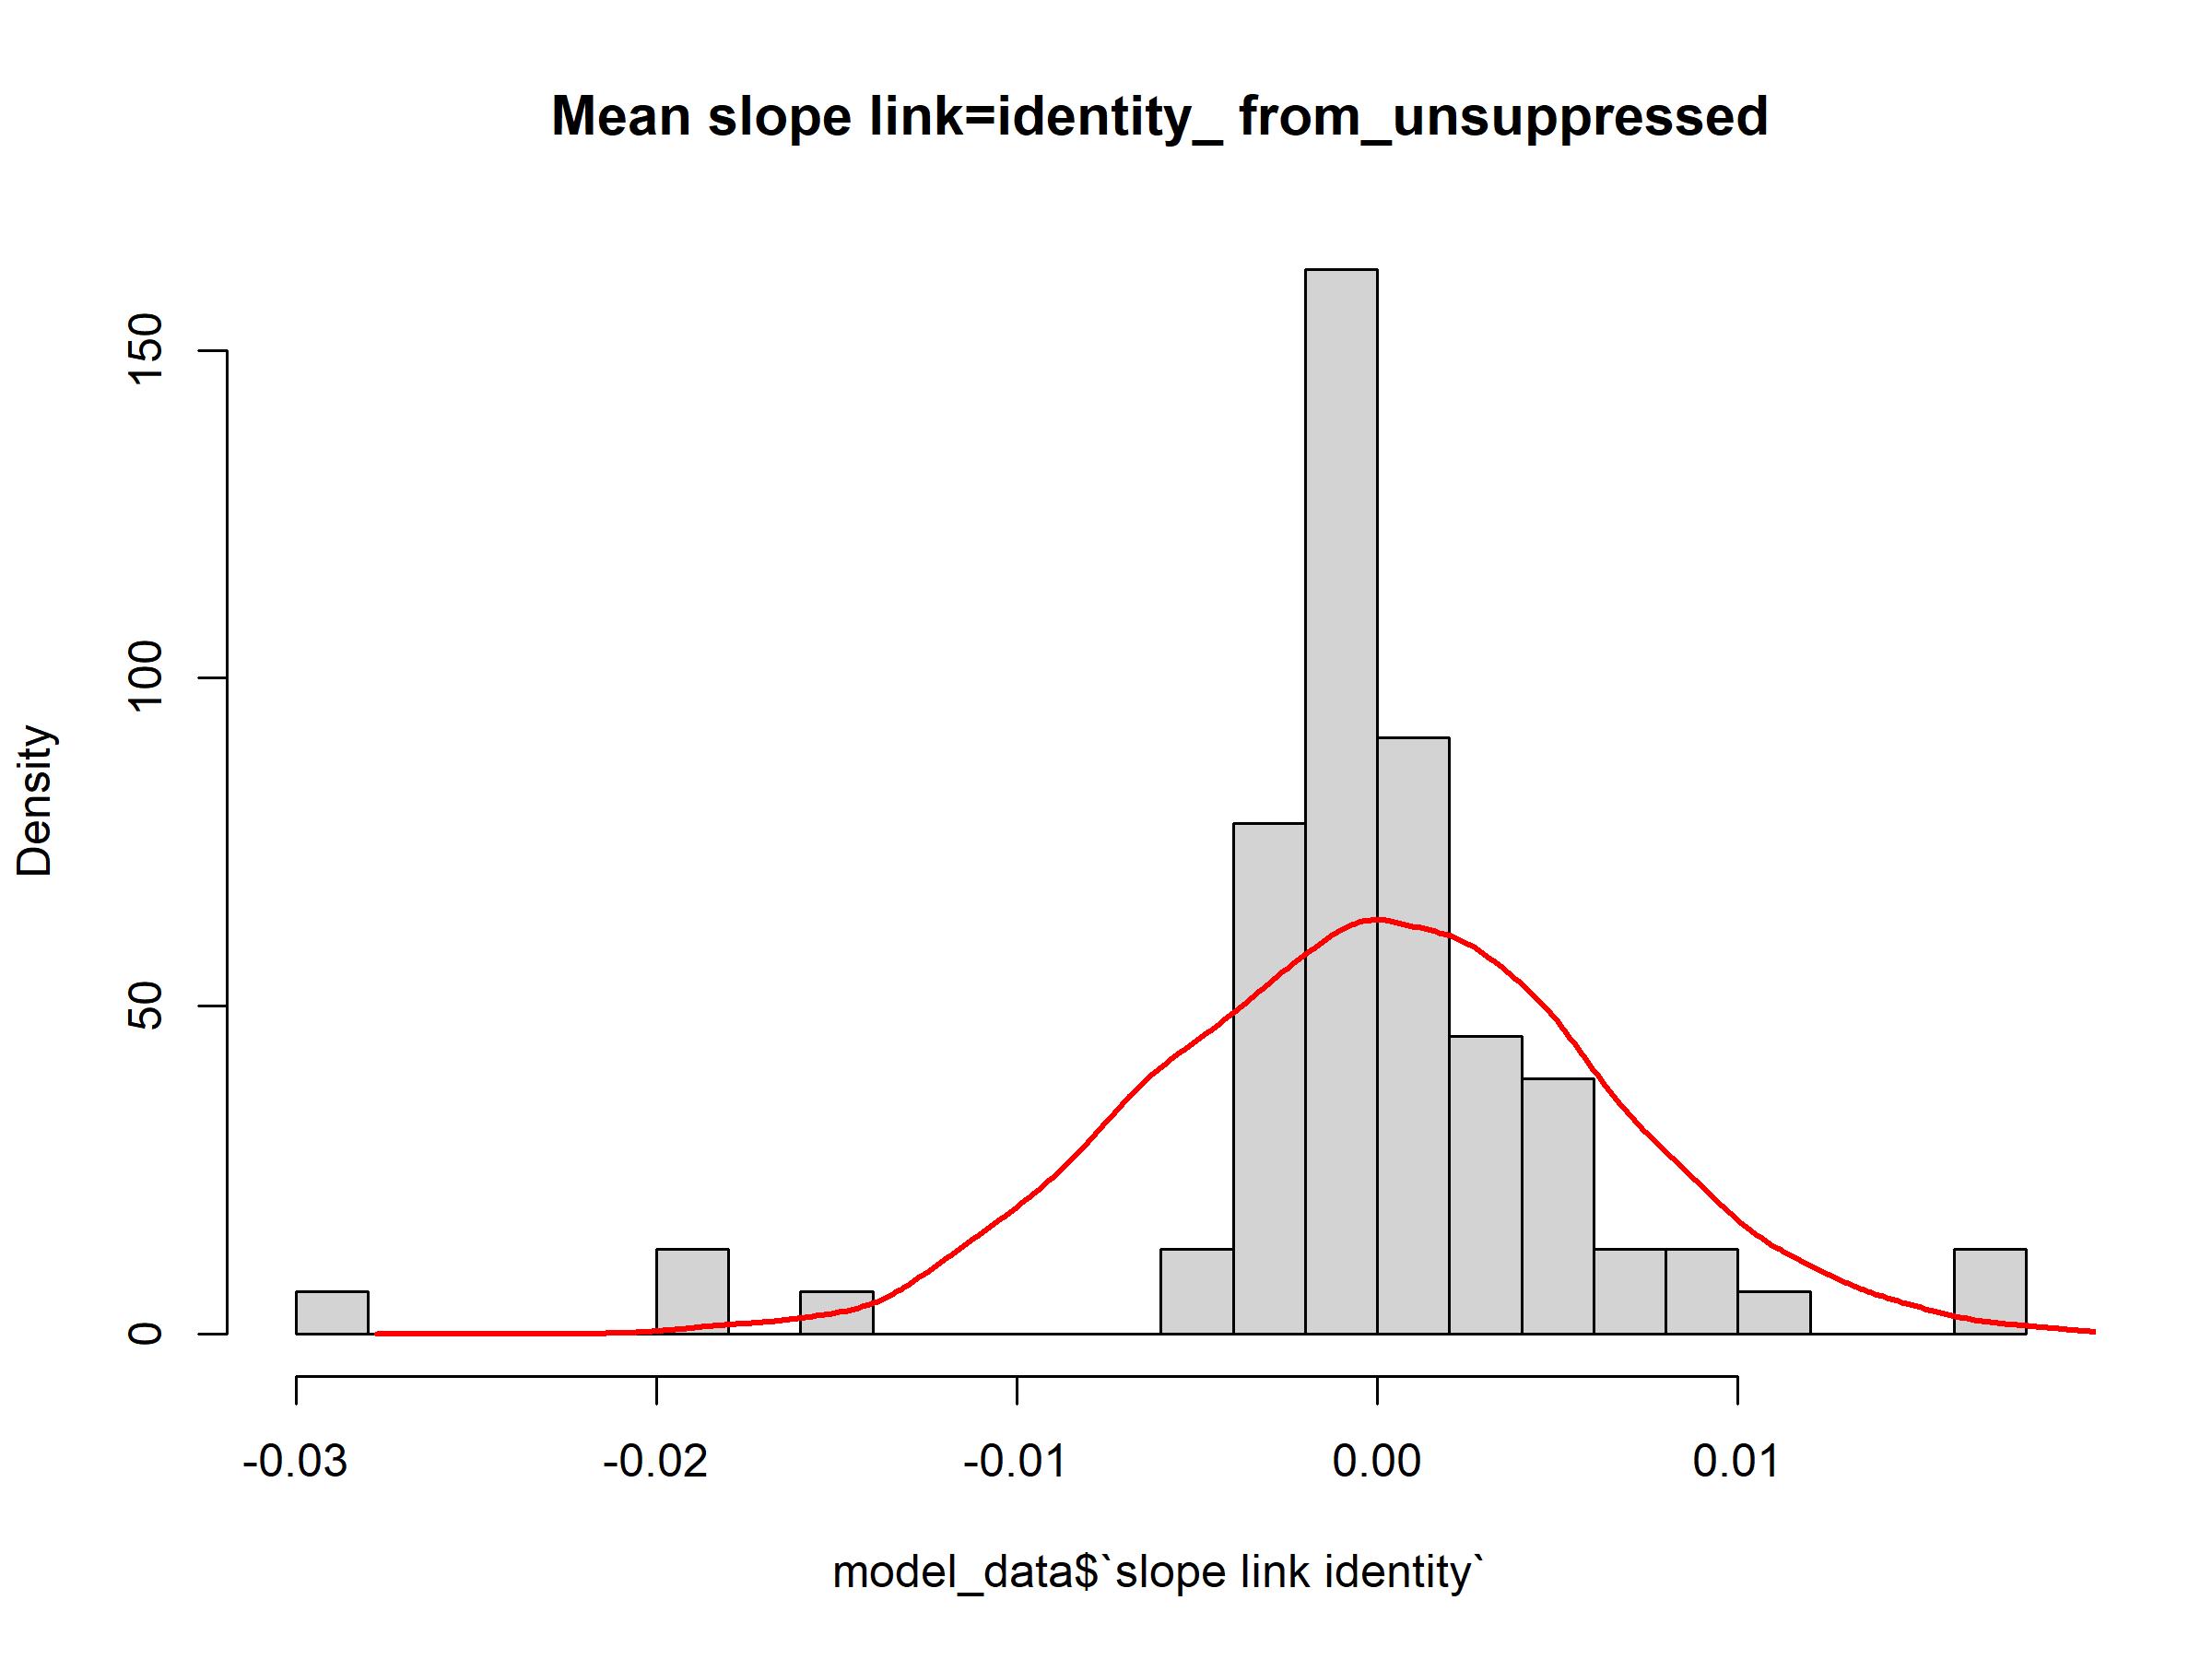 Mean slope link=identity_ from_unsuppressed
Density
150
100
50
0
-0.03 -0.02 -0.01 0.00 0.01
model_data$`slope link identity`